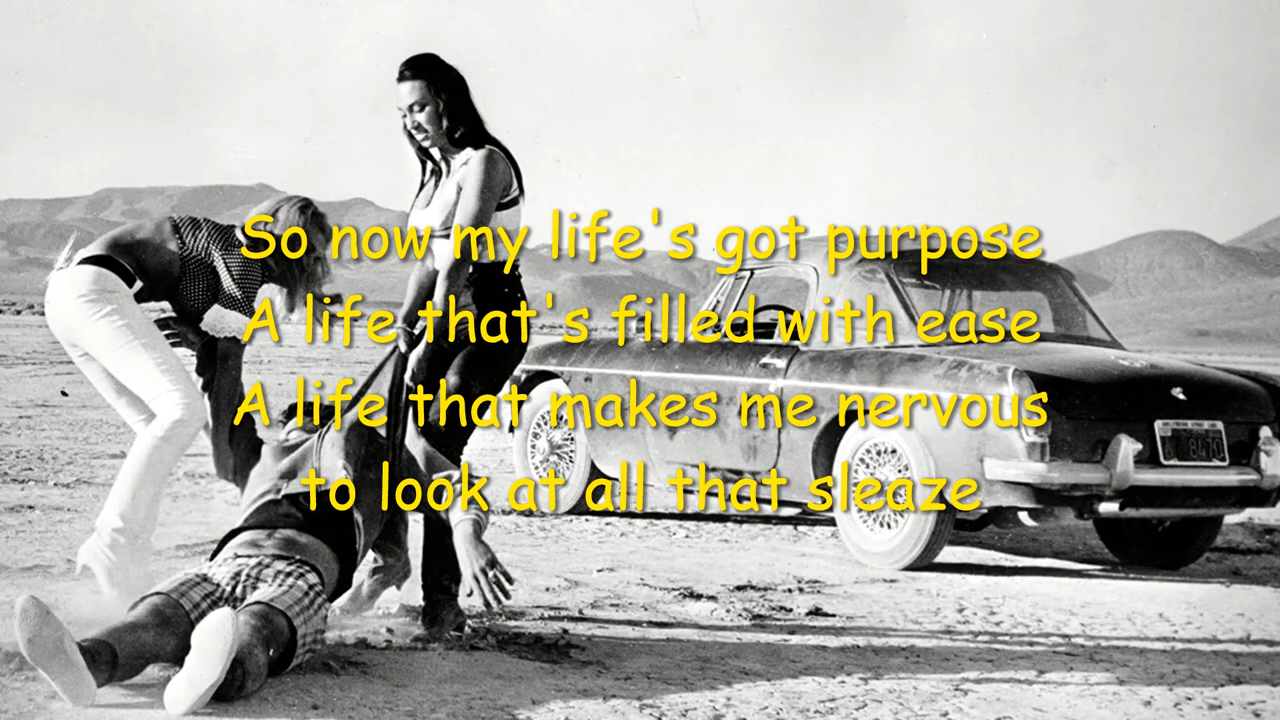 So now my life's got purpose
A life that's filled with ease
A life that makes me nervous
to look at all that sleaze